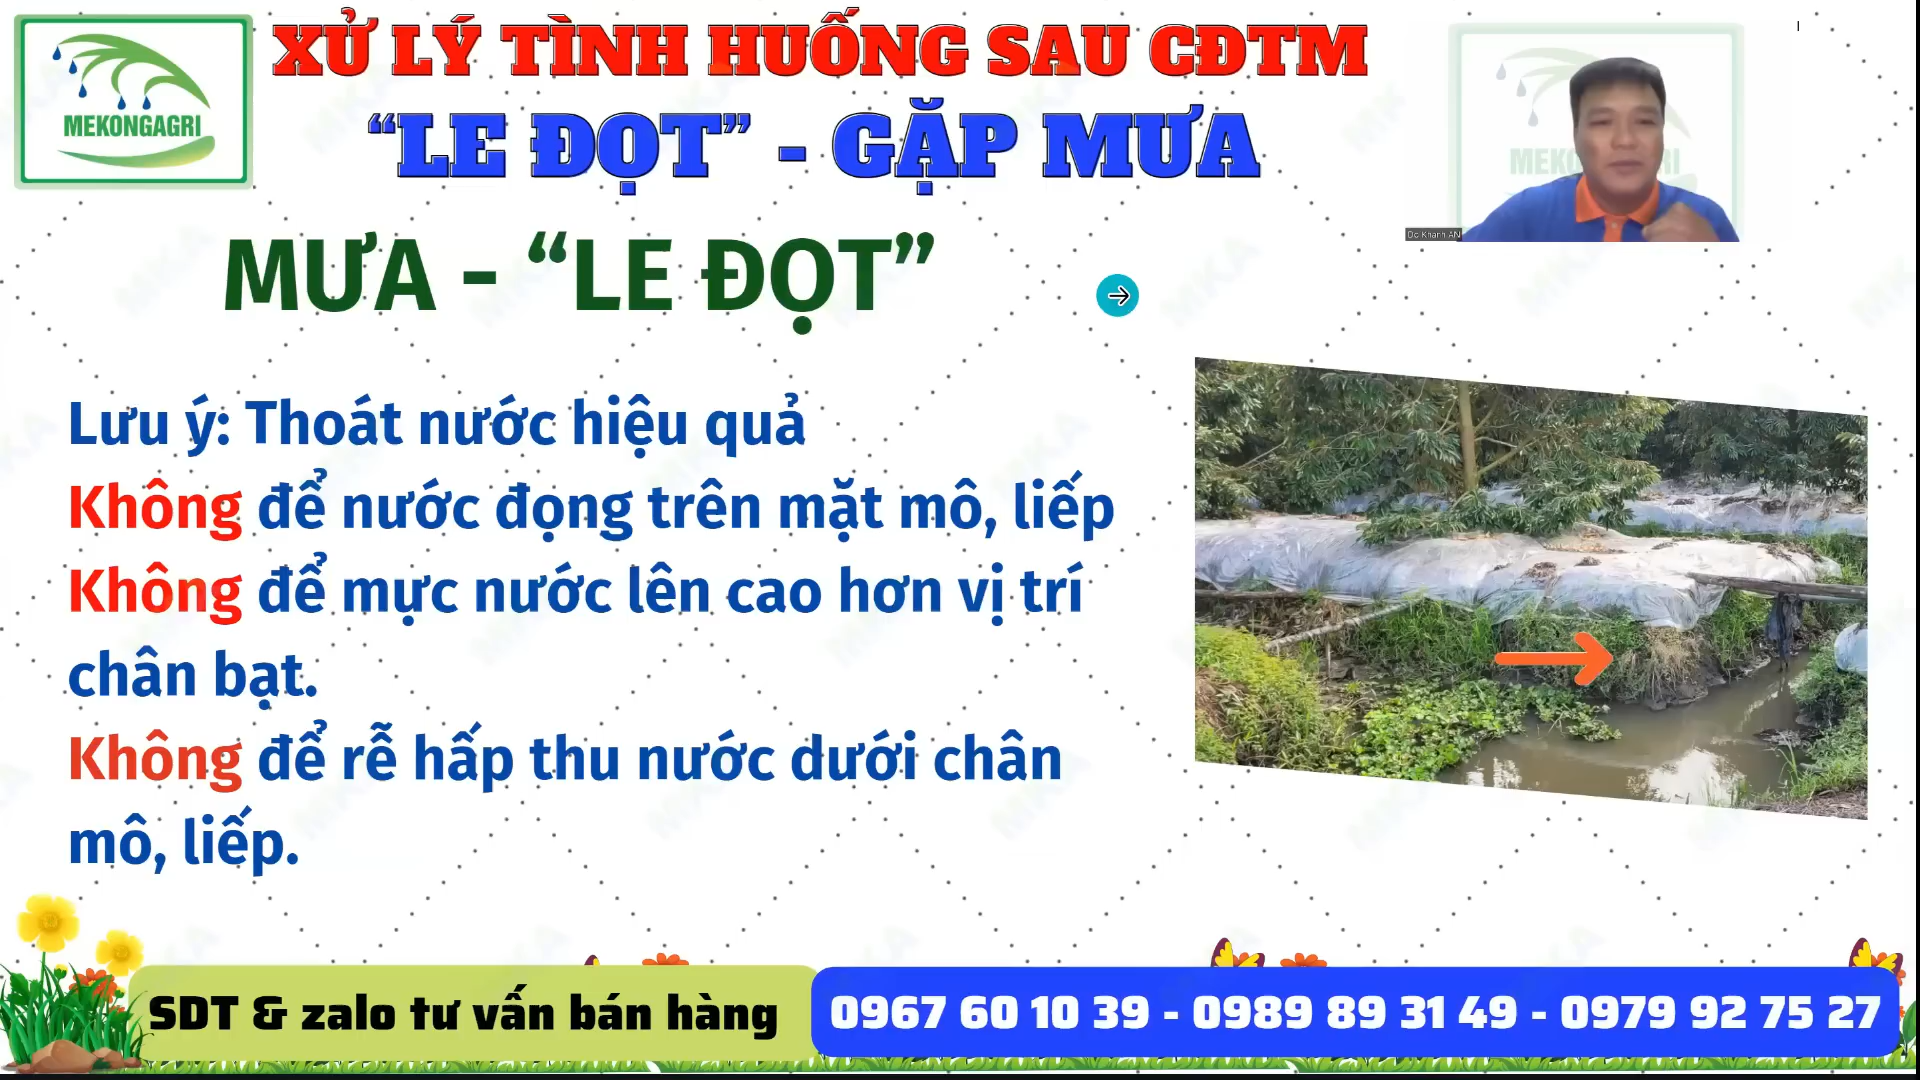 MEKONGAGRI
XỬ LÝ TÌNH HUỐNG SAU CĐTM
“LE ĐỌT” - GẶP MƯA
MƯA - “LE ĐỌT”
Lưu ý: Thoát nước hiệu quả
Không để nước đọng trên mặt mô, liếp
Không để mực nước lên cao hơn vị trí
chân bạt.
Không để rễ hấp thu nước dưới chân
mô, liếp.
SDT & zalo tư vấn bán hàng
0967 60 10 39 - 0989 89 31 49 - 0979 92 75 27